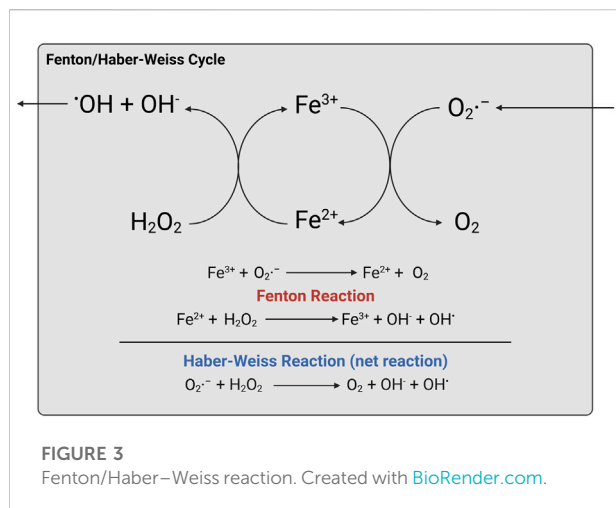 Fenton/Haber-Weiss Cycle
•OH + OH⁻ Fe³⁺ O₂•⁻
H₂O₂ Fe²⁺ O₂
Fe³⁺ + O₂•⁻ → Fe²⁺ + O₂
Fenton Reaction
Fe²⁺ + H₂O₂ → Fe³⁺ + OH⁻ + OH•
Haber-Weiss Reaction (net reaction)
O₂•⁻ + H₂O₂ → O₂ + OH⁻ + OH•
FIGURE 3
Fenton/Haber–Weiss reaction. Created with BioRender.com.